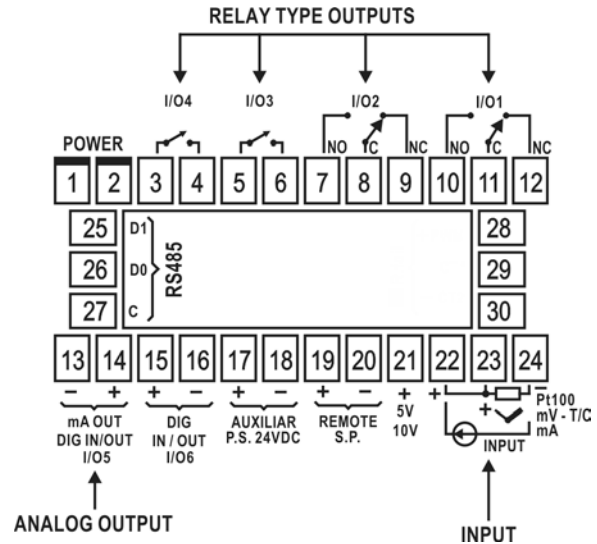 RELAY TYPE OUTPUTS
I/O4 I/O3 I/O2 I/O1
POWER NO C NC NO C NC
1 2 3 4 5 6 7 8 9 10 11 12
25 D1 28
26 D0 RS485 29
27 C 30
13 14 15 16 17 18 19 20 21 22 23 24
− + + − + − + − + + −
mA OUT DIG AUXILIAR REMOTE 5V + Pt100
DIG IN/OUT IN / OUT P.S. 24VDC S.P. 10V mV - T/C
I/O5 I/O6 INPUT mA
ANALOG OUTPUT INPUT